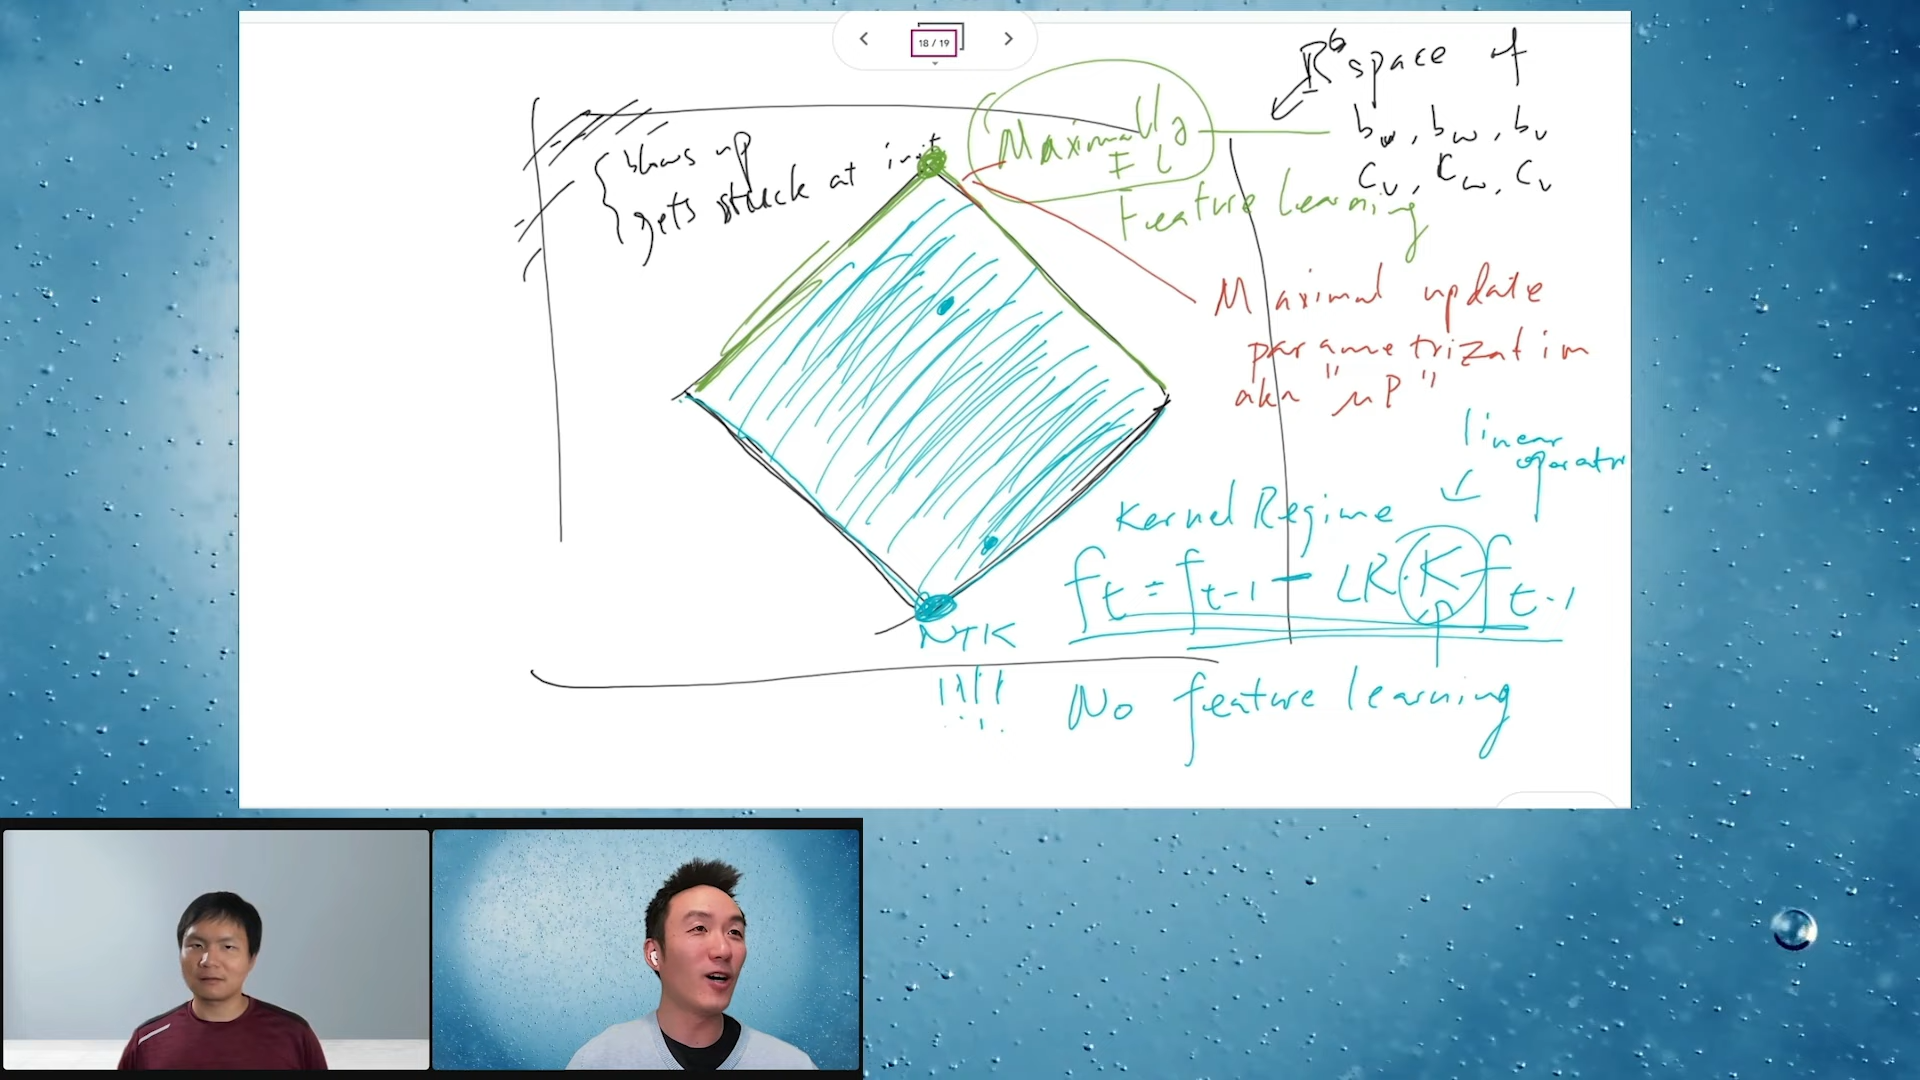 18 / 19
R⁶ space of
b_u, b_w, b_v
c_u, c_w, c_v
{ blows up
gets stuck at init
Maximally
FL
Feature learning
Maximal update
parametrization
aka "μP"
linear
operator
Kernel Regime
f_t = f_{t-1} - LR·K f_{t-1}
NTK
!!!!
No feature learning